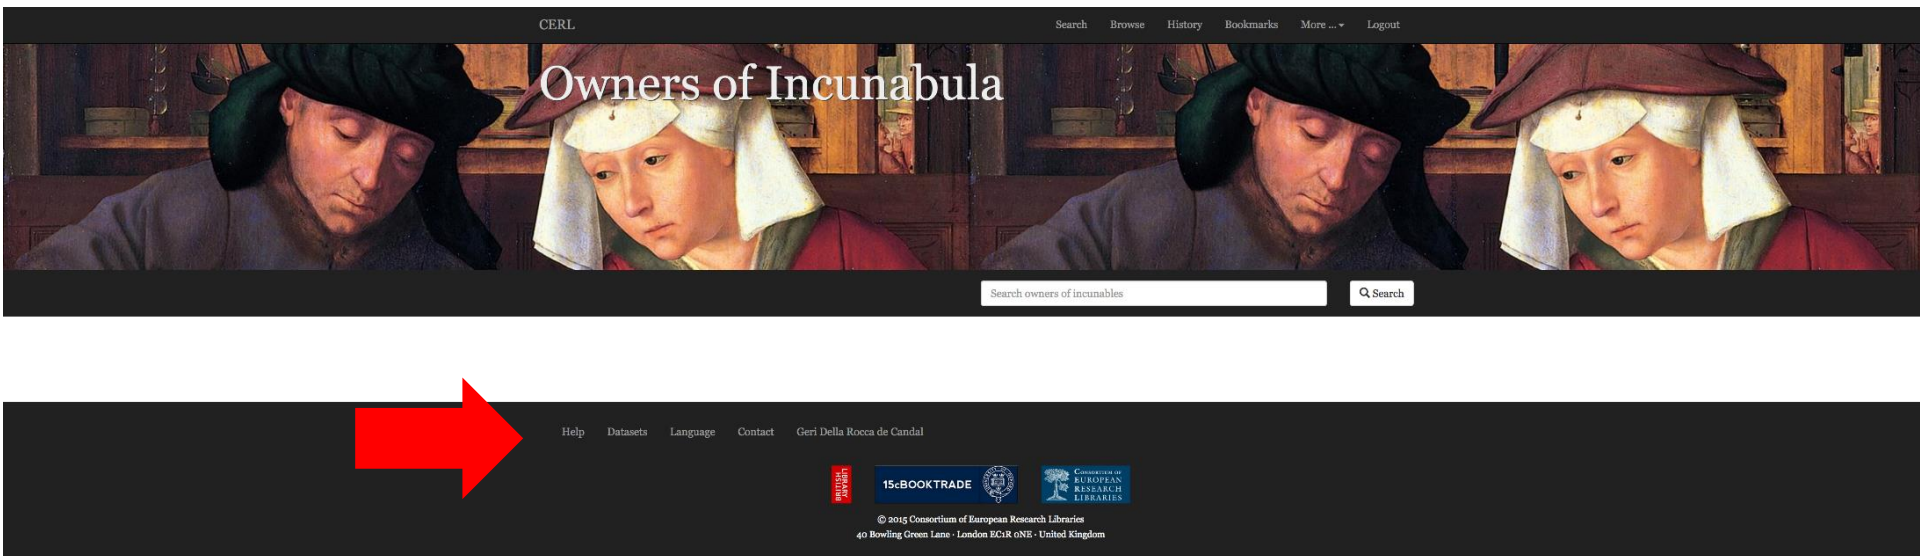 CERL Search Browse History Bookmarks More ... Logout
Owners of Incunabula
Search owners of incunables Search
Help Datasets Language Contact Geri Della Rocca de Candal
BRITISH
LIBRARY
15cBOOKTRADE
CONSORTIUM OF
EUROPEAN
RESEARCH
LIBRARIES
© 2015 Consortium of European Research Libraries
40 Bowling Green Lane · London EC1R 0NE · United Kingdom